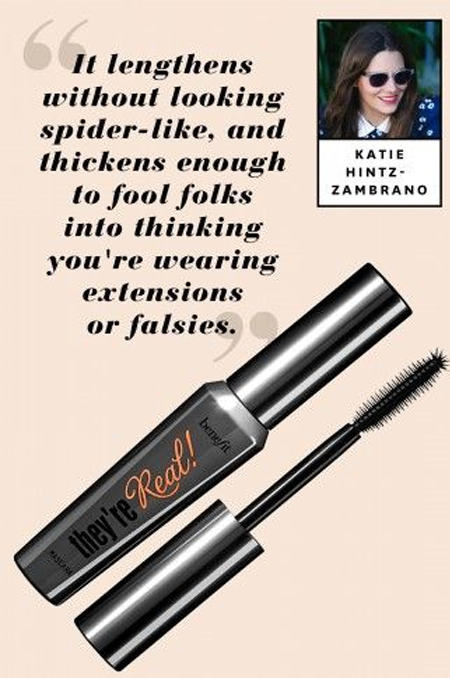 “It lengthens
without looking
spider-like, and
thickens enough
to fool folks
into thinking
you're wearing
extensions
or falsies.”
KATIE
HINTZ-
ZAMBRANO
benefit
they're Real!
MASCARA